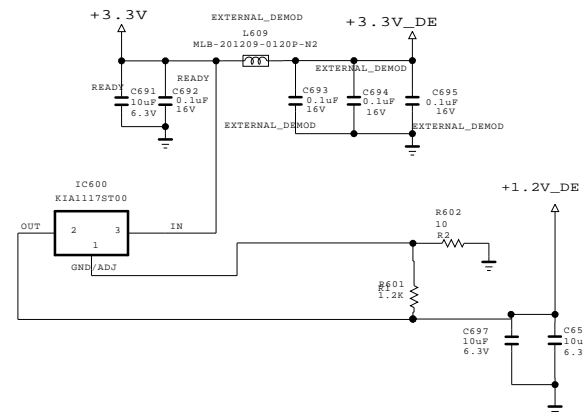 +3.3V
EXTERNAL_DEMOD
L609
MLB-201209-0120P-N2
+3.3V_DE
READY
READY
EXTERNAL_DEMOD
C691
10uF
6.3V
C692
0.1uF
16V
C693
0.1uF
16V
C694
0.1uF
16V
C695
0.1uF
16V
EXTERNAL_DEMOD
EXTERNAL_DEMOD
IC600
KIA1117ST00
+1.2V_DE
OUT
2
3
IN
1
GND/ADJ
R602
10
R2
R601
R1
1.2K
C697
10uF
6.3V
C65
10u
6.3